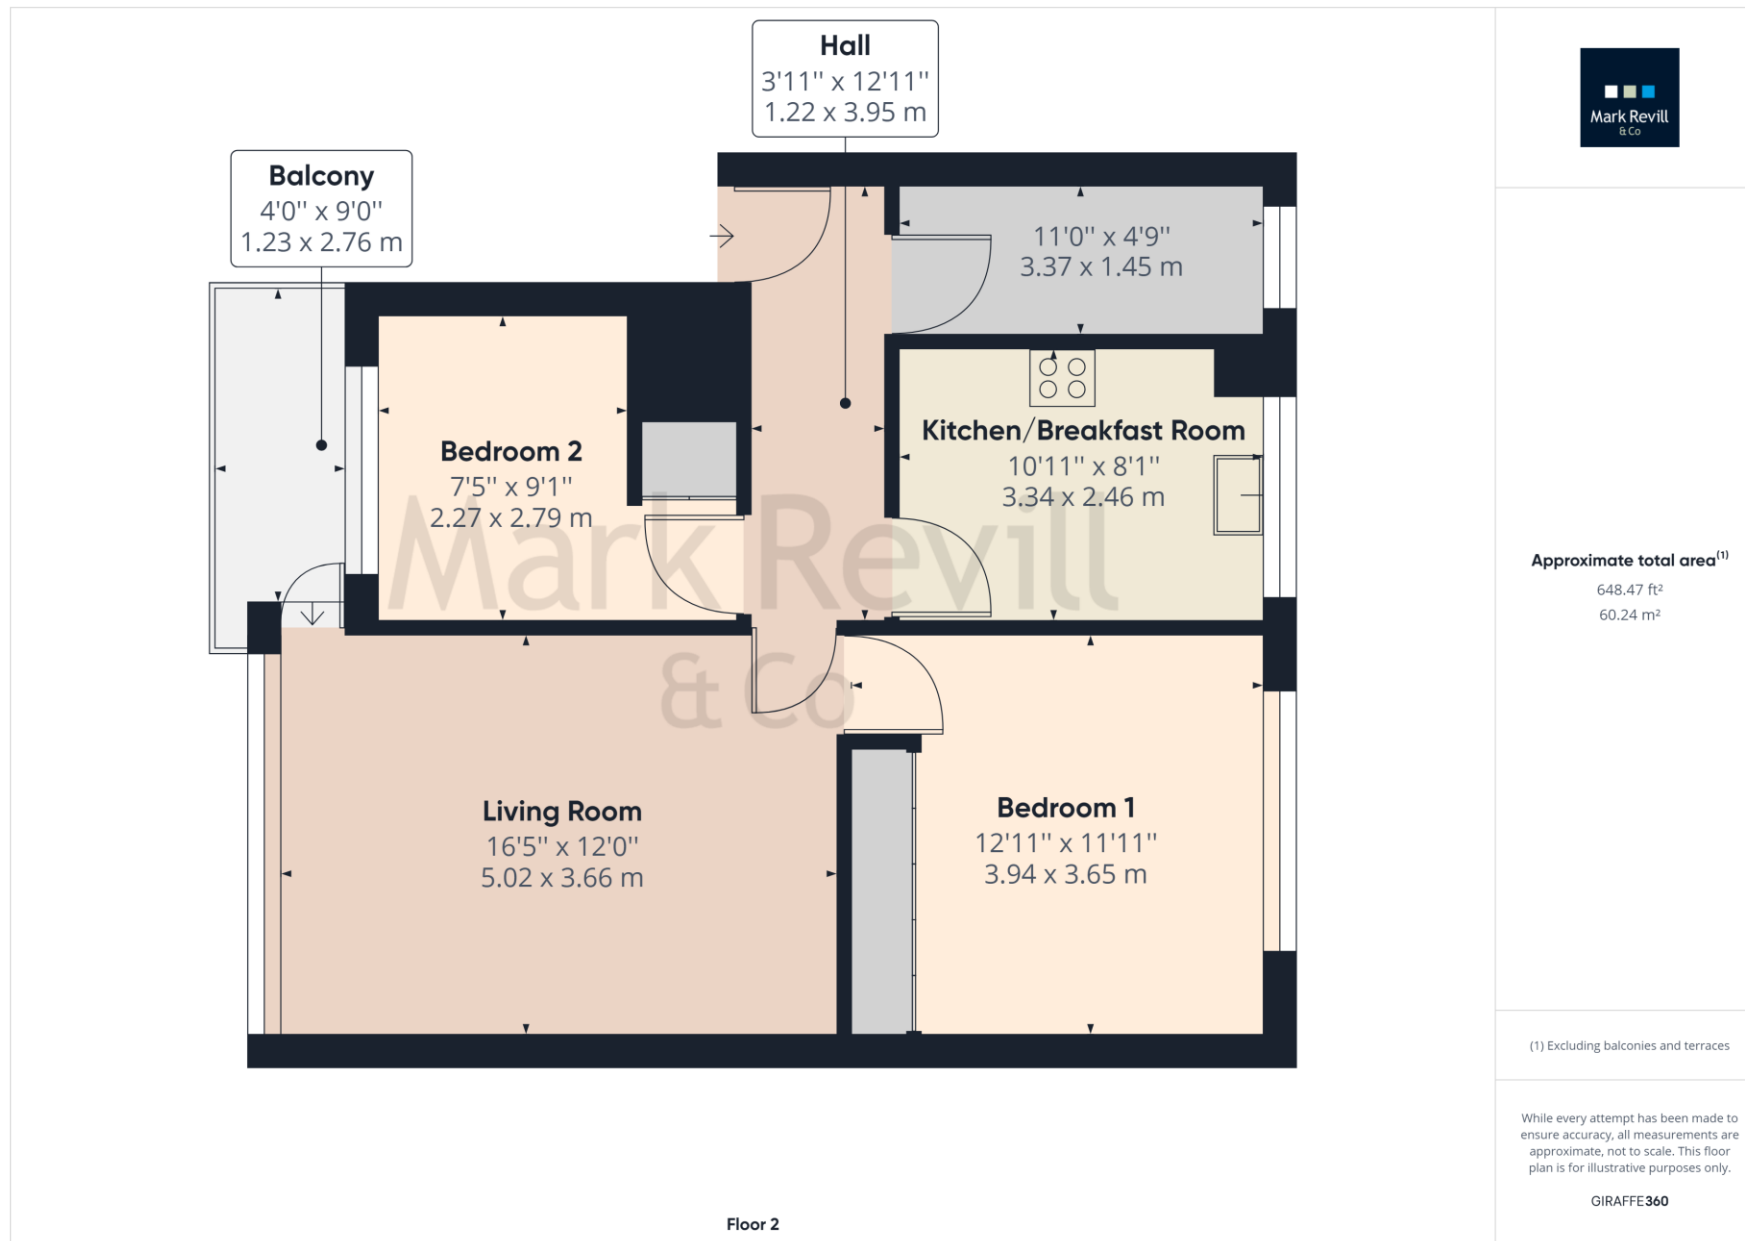 Hall
3'11'' x 12'11''
1.22 x 3.95 m
Balcony
4'0'' x 9'0''
1.23 x 2.76 m
11'0'' x 4'9''
3.37 x 1.45 m
Kitchen/Breakfast Room
10'11'' x 8'1''
3.34 x 2.46 m
Bedroom 2
7'5'' x 9'1''
2.27 x 2.79 m
Mark Revill
& Co
Living Room
16'5'' x 12'0''
5.02 x 3.66 m
Bedroom 1
12'11'' x 11'11''
3.94 x 3.65 m
Floor 2
Mark Revill
& Co
Approximate total area(1)
648.47 ft²
60.24 m²
(1) Excluding balconies and terraces
While every attempt has been made to
ensure accuracy, all measurements are
approximate, not to scale. This floor
plan is for illustrative purposes only.
GIRAFFE360